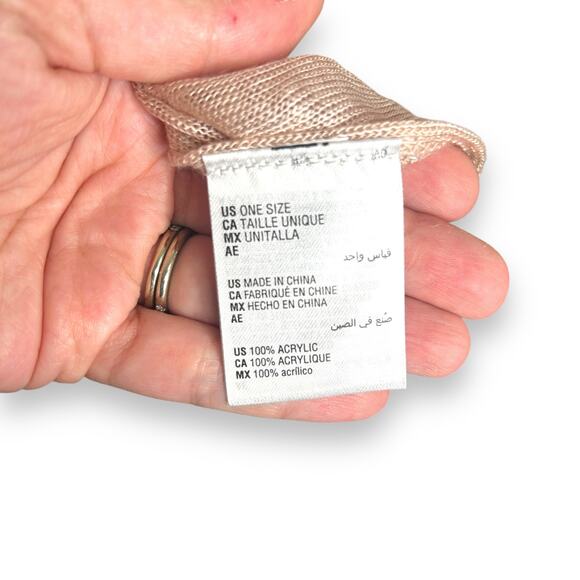 US ONE SIZE
CA TAILLE UNIQUE
MX UNITALLA
AE
قياس واحد
US MADE IN CHINA
CA FABRIQUÉ EN CHINE
MX HECHO EN CHINA
AE
صُنع في الصين
US 100% ACRYLIC
CA 100% ACRYLIQUE
MX 100% acrílico